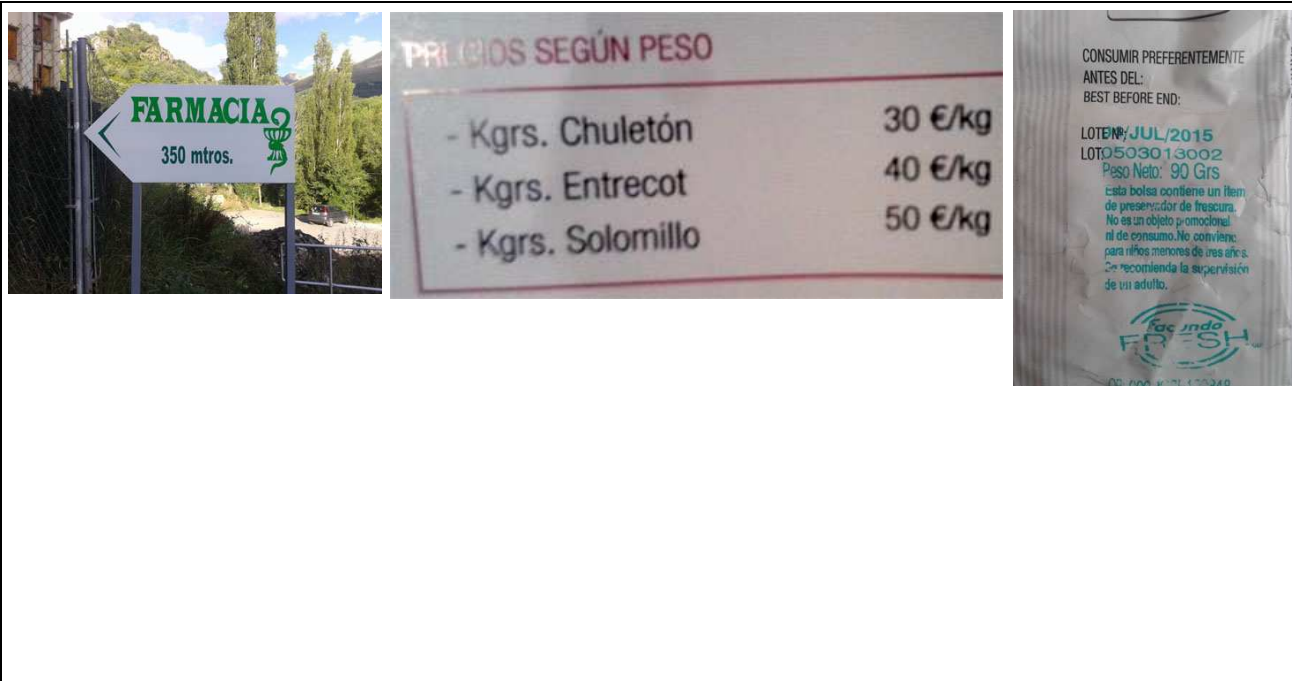 FARMACIA
350 mtros.
PRECIOS SEGÚN PESO
- Kgrs. Chuletón 30 €/kg
- Kgrs. Entrecot 40 €/kg
- Kgrs. Solomillo 50 €/kg
CONSUMIR PREFERENTEMENTE
ANTES DEL:
BEST BEFORE END:
LOTE Nº: JUL/2015
LOT: 0503013002
Peso Neto: 90 Grs
Esta bolsa contiene un ítem
de preservador de frescura.
No es un objeto promocional
ni de consumo. No conviene
para niños menores de tres años.
Se recomienda la supervisión
de un adulto.
Facundo
FRESH